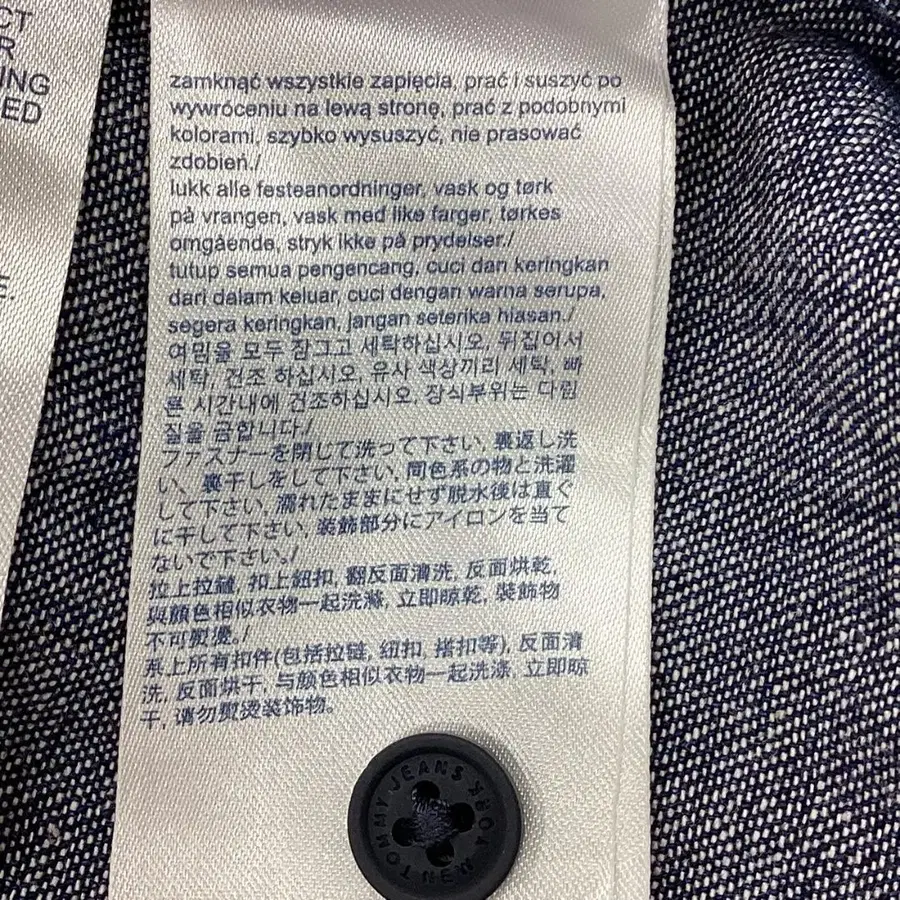 CT
R
ING
ED
E.
zamknąć wszystkie zapięcia, prać i suszyć po
wywróceniu na lewą stronę, prać z podobnymi
kolorami, szybko wysuszyć, nie prasować
zdobień./
lukk alle festeanordninger, vask og tørk
på vrangen, vask med like farger, tørkes
omgående, stryk ikke på prydelser./
tutup semua pengencang, cuci dan keringkan
dari dalam keluar, cuci dengan warna serupa,
segera keringkan, jangan seterika hiasan./
여밈을 모두 잠그고 세탁하십시오, 뒤집어서
세탁, 건조 하십시오, 유사 색상끼리 세탁, 빠
른 시간내에 건조하십시오, 장식부위는 다림
질을 금합니다/
ファスナーを閉じて洗って下さい, 裏返し洗
い、裏干しをして下さい, 同色系の物と洗濯
して下さい, 濡れたままにせず脱水後は直ぐ
に干して下さい, 装飾部分にアイロンを当て
ないで下さい。/
拉上拉鏈, 扣上鈕扣, 翻反面清洗, 反面烘乾,
與顏色相似衣物一起洗滌, 立即晾乾, 裝飾物
不可熨燙。/
系上所有扣件(包括拉链, 纽扣, 搭扣等), 反面清
洗, 反面烘干, 与颜色相似衣物一起洗涤, 立即晾
干, 请勿熨烫装饰物。
TOMMY JEANS
NEW YORK